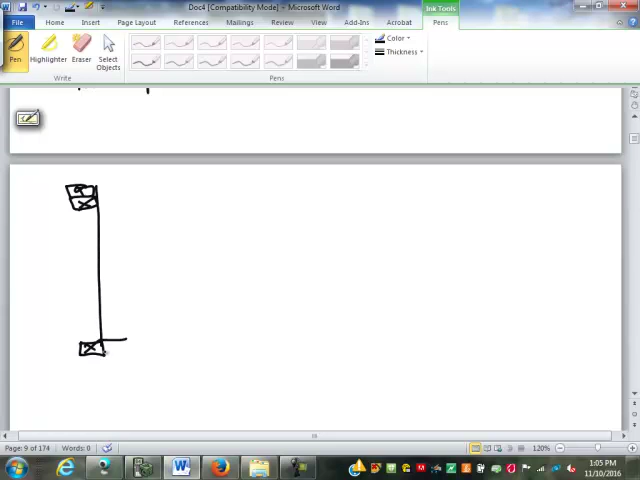 Doc4 [Compatibility Mode] - Microsoft Word
Ink Tools
File Home Insert Page Layout References Mailings Review View Add-Ins Acrobat Pens
Pen Highlighter Eraser Select Objects
Color
Thickness
Write
Pens
Page: 9 of 174 Words: 0 120%
1:05 PM
11/10/2016